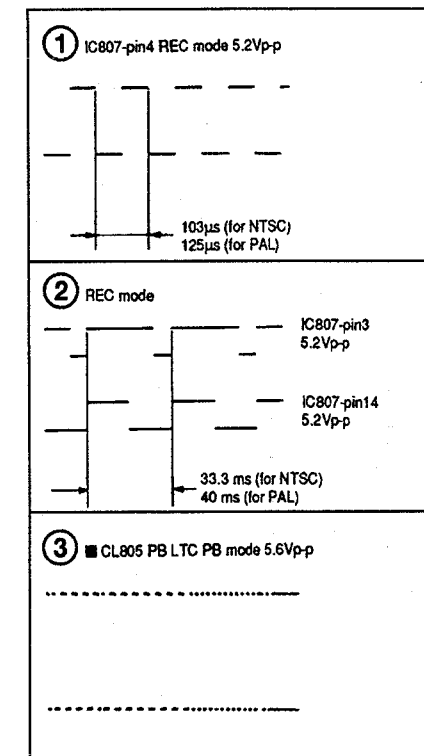 ① IC807-pin4 REC mode 5.2Vp-p
103μs (for NTSC)
125μs (for PAL)
② REC mode
IC807-pin3
5.2Vp-p
IC807-pin14
5.2Vp-p
33.3 ms (for NTSC)
40 ms (for PAL)
③ ■ CL805 PB LTC PB mode 5.6Vp-p